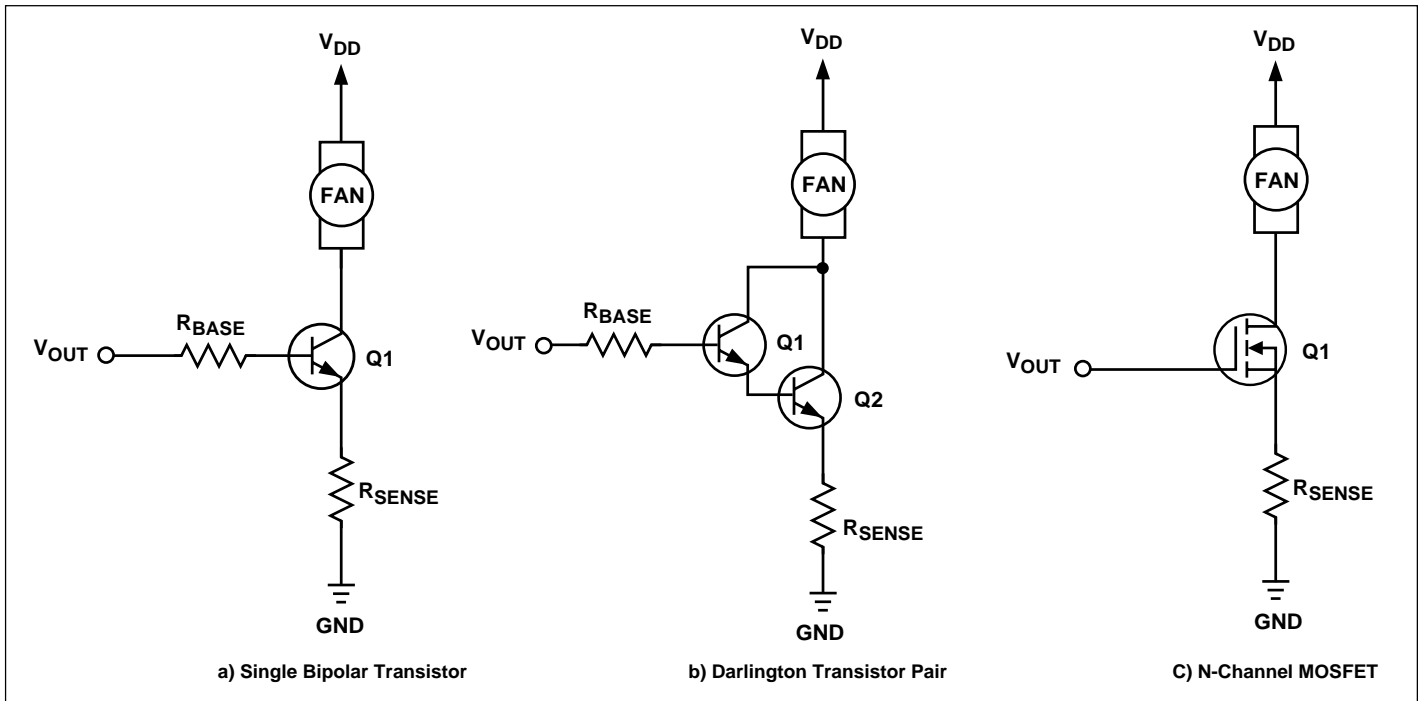 VDD
FAN
RBASE
VOUT
Q1
RSENSE
GND
a) Single Bipolar Transistor
VDD
FAN
RBASE
VOUT
Q1
Q2
RSENSE
GND
b) Darlington Transistor Pair
VDD
FAN
VOUT
Q1
RSENSE
GND
C) N-Channel MOSFET